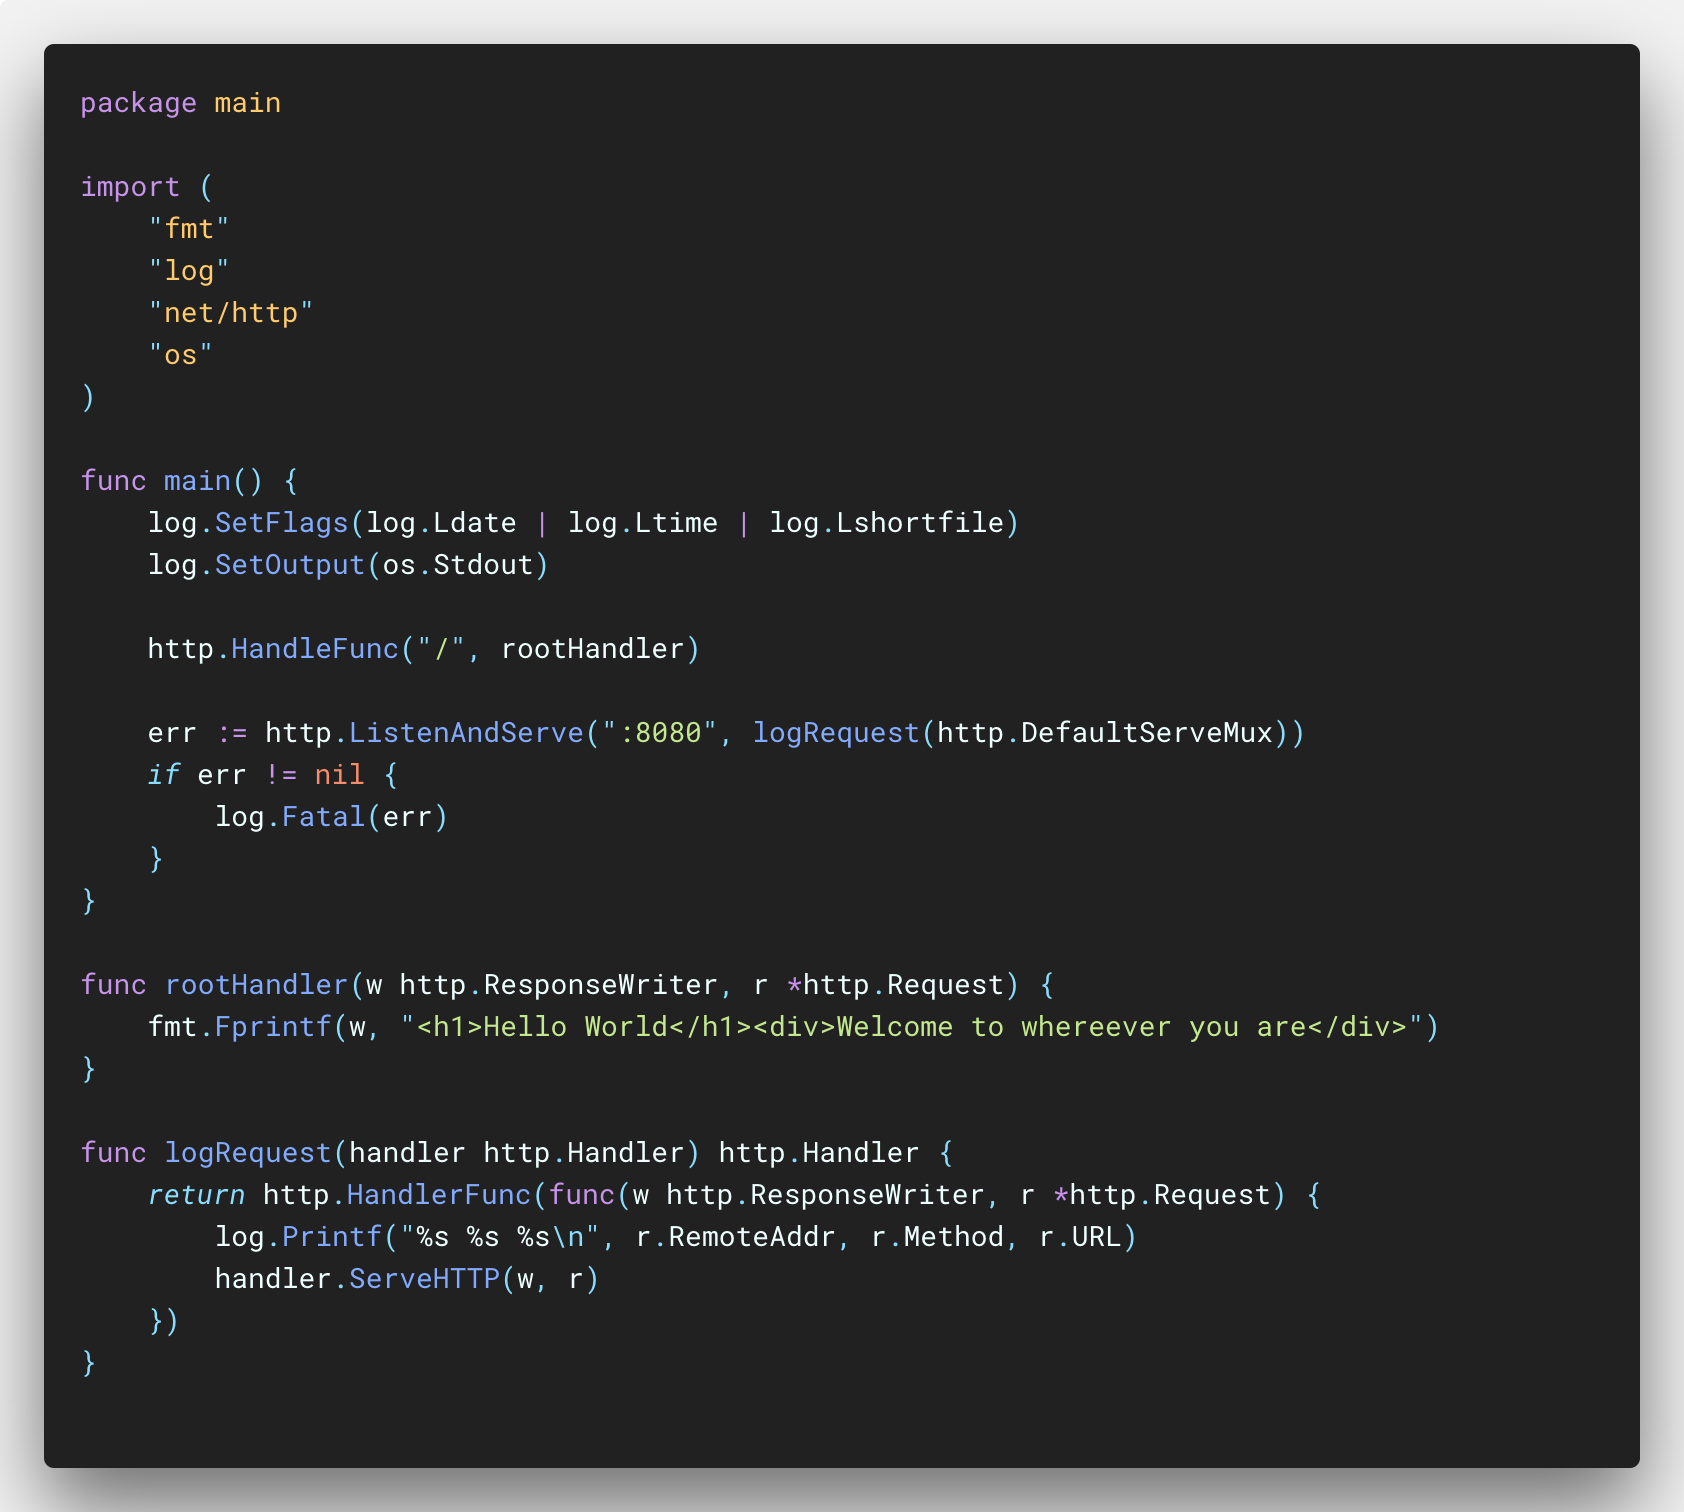 package main

import (
    "fmt"
    "log"
    "net/http"
    "os"
)

func main() {
    log.SetFlags(log.Ldate | log.Ltime | log.Lshortfile)
    log.SetOutput(os.Stdout)

    http.HandleFunc("/", rootHandler)

    err := http.ListenAndServe(":8080", logRequest(http.DefaultServeMux))
    if err != nil {
        log.Fatal(err)
    }
}

func rootHandler(w http.ResponseWriter, r *http.Request) {
    fmt.Fprintf(w, "<h1>Hello World</h1><div>Welcome to whereever you are</div>")
}

func logRequest(handler http.Handler) http.Handler {
    return http.HandlerFunc(func(w http.ResponseWriter, r *http.Request) {
        log.Printf("%s %s %s\n", r.RemoteAddr, r.Method, r.URL)
        handler.ServeHTTP(w, r)
    })
}